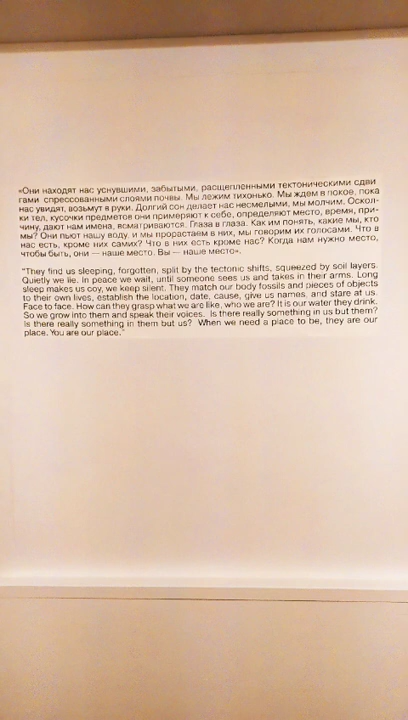 «Они находят нас уснувшими, забытыми, расщепленными тектоническими сдви
гами спрессованными слоями почвы. Мы лежим тихонько. Мы ждем в покое, пока
нас увидят, возьмут в руки. Долгий сон делает нас несмелыми, мы молчим. Оскол-
ки тел, кусочки предметов они примеряют к себе, определяют место, время, при-
чину, дают нам имена, всматриваются. Глаза в глаза. Как им понять, какие мы, кто
мы? Они пьют нашу воду, и мы прорастаем в них, мы говорим их голосами. Что в
нас есть, кроме них самих? Что в них есть кроме нас? Когда нам нужно место,
чтобы быть, они — наше место. Вы — наше место».
"They find us sleeping, forgotten, split by the tectonic shifts, squeezed by soil layers.
Quietly we lie. In peace we wait, until someone sees us and takes in their arms. Long
sleep makes us coy, we keep silent. They match our body fossils and pieces of objects
to their own lives, establish the location, date, cause, give us names, and stare at us.
Face to face. How can they grasp what we are like, who we are? It is our water they drink.
So we grow into them and speak their voices. Is there really something in us but them?
Is there really something in them but us? When we need a place to be, they are our
place. You are our place."